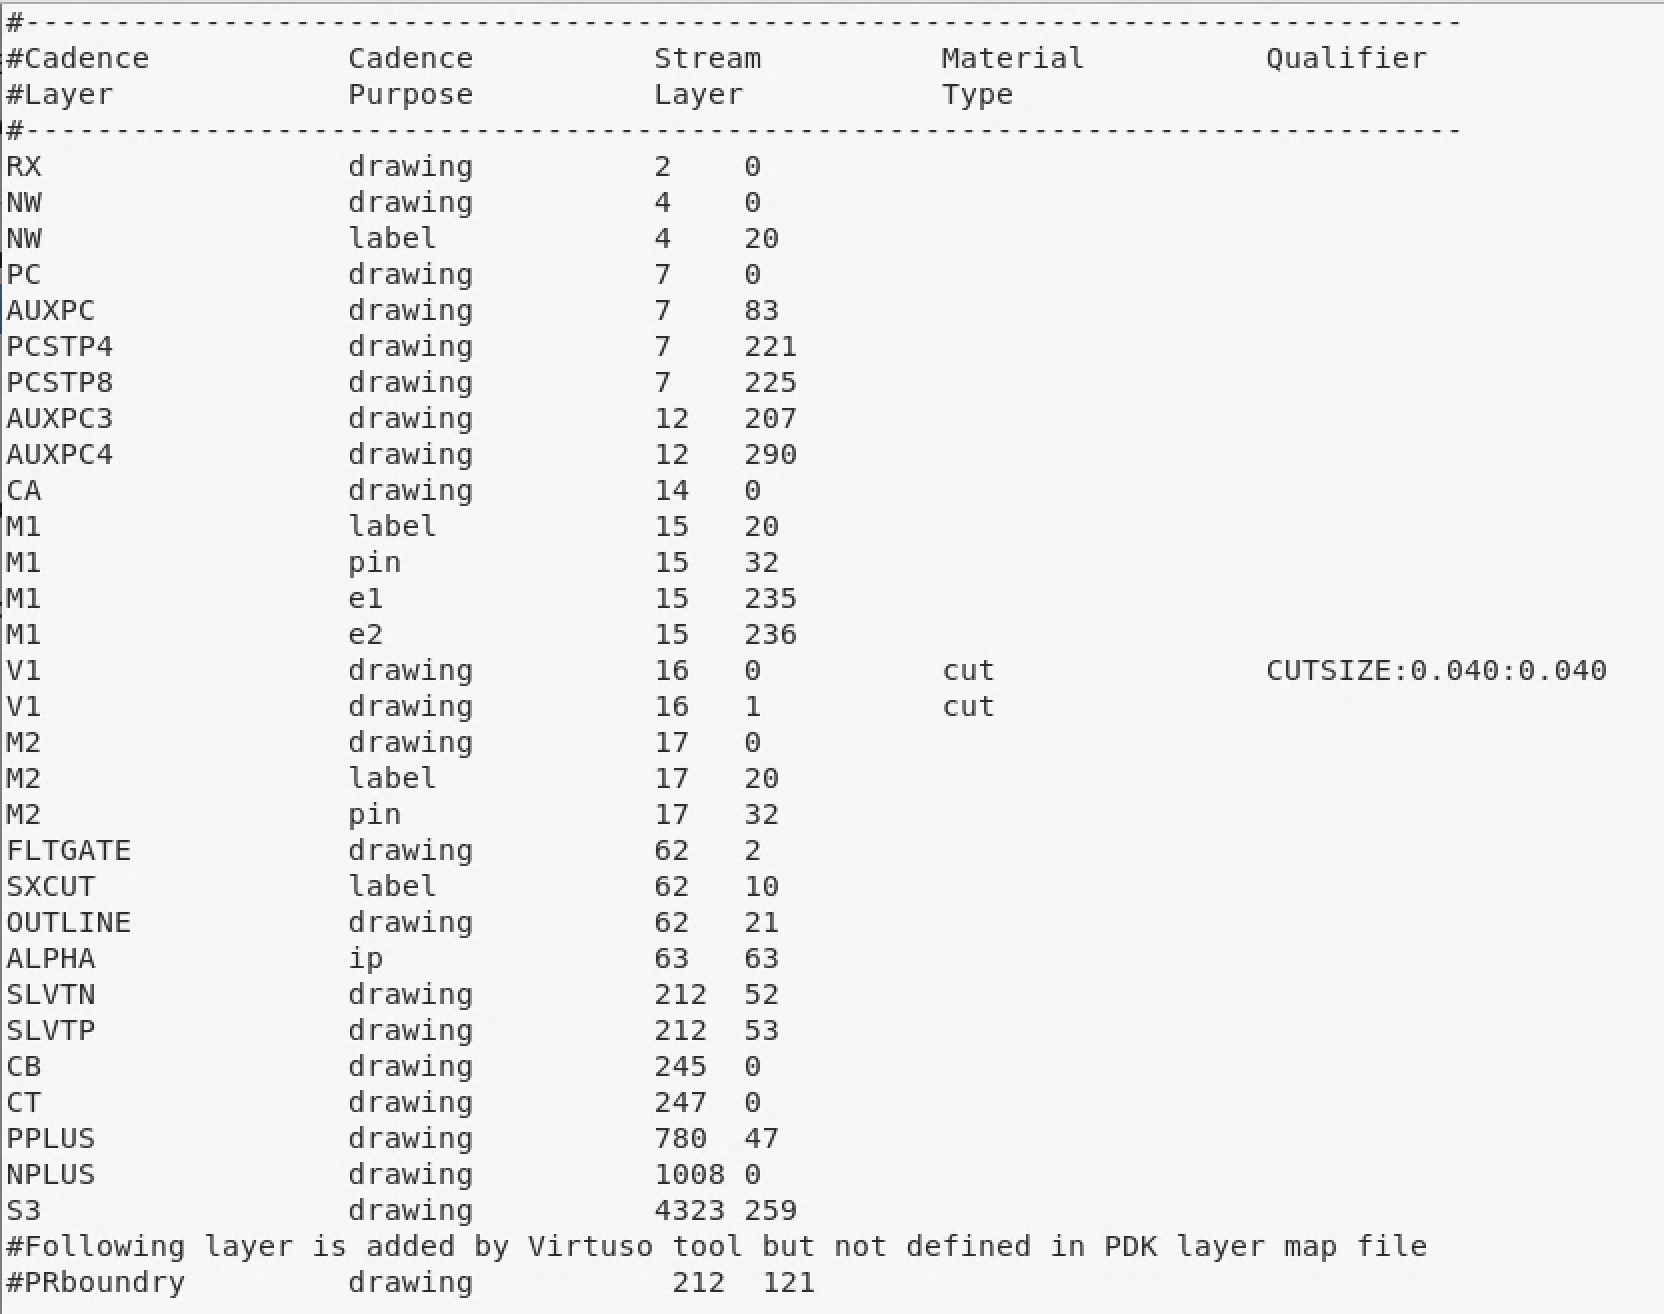 #--------------------------------------------------------------------------------
#Cadence Cadence Stream Material Qualifier
#Layer Purpose Layer Type
#--------------------------------------------------------------------------------
RX drawing 2 0
NW drawing 4 0
NW label 4 20
PC drawing 7 0
AUXPC drawing 7 83
PCSTP4 drawing 7 221
PCSTP8 drawing 7 225
AUXPC3 drawing 12 207
AUXPC4 drawing 12 290
CA drawing 14 0
M1 label 15 20
M1 pin 15 32
M1 e1 15 235
M1 e2 15 236
V1 drawing 16 0 cut CUTSIZE:0.040:0.040
V1 drawing 16 1 cut
M2 drawing 17 0
M2 label 17 20
M2 pin 17 32
FLTGATE drawing 62 2
SXCUT label 62 10
OUTLINE drawing 62 21
ALPHA ip 63 63
SLVTN drawing 212 52
SLVTP drawing 212 53
CB drawing 245 0
CT drawing 247 0
PPLUS drawing 780 47
NPLUS drawing 1008 0
S3 drawing 4323 259
#Following layer is added by Virtuso tool but not defined in PDK layer map file
#PRboundry drawing 212 121